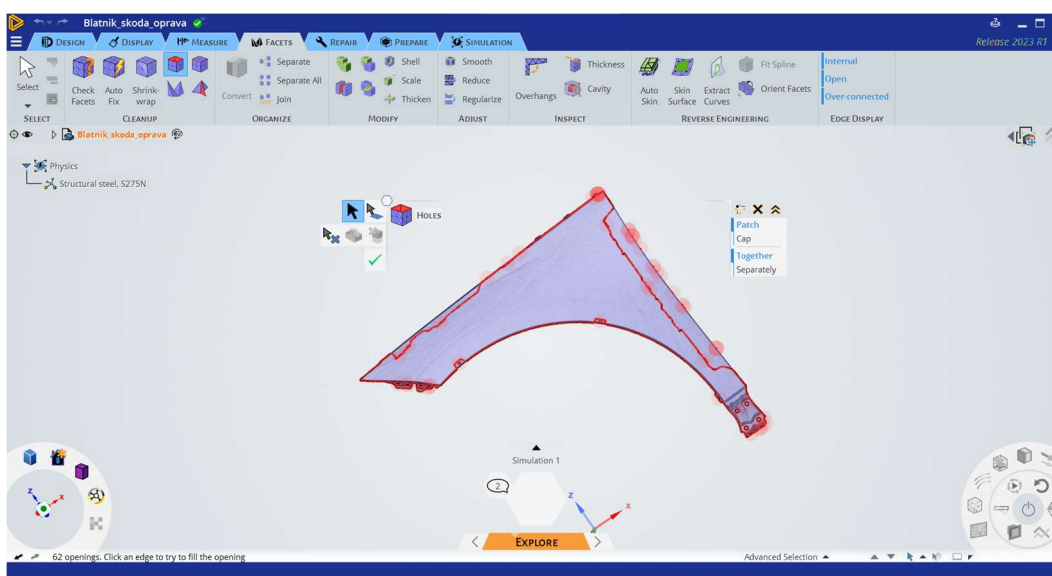 Blatnik_skoda_oprava
DESIGN DISPLAY MEASURE FACETS REPAIR PREPARE SIMULATION Release 2023 R1
Select
Check Facets
Auto Fix
Shrink-wrap
Convert
Separate
Separate All
Join
Shell
Scale
Thicken
Smooth
Reduce
Regularize
Overhangs
Thickness
Cavity
Auto Skin
Skin Surface
Extract Curves
Fit Spline
Orient Facets
Internal
Open
Over-connected
SELECT CLEANUP ORGANIZE MODIFY ADJUST INSPECT REVERSE ENGINEERING EDGE DISPLAY
Blatnik_skoda_oprava
Physics
Structural steel, S275N
HOLES
Patch
Cap
Together
Separately
Simulation 1
2
z
x
z
x
EXPLORE
62 openings. Click an edge to try to fill the opening
Advanced Selection